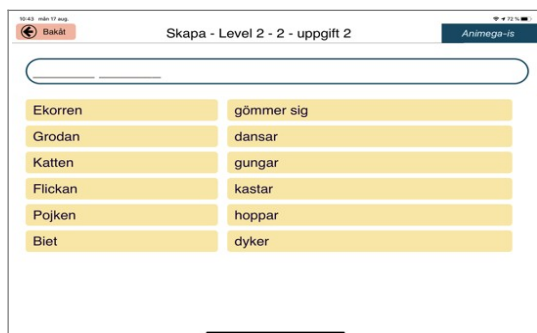 10:43 mån 17 aug.
72 %
Bakåt
Skapa - Level 2 - 2 - uppgift 2
Animega-is
Ekorren gömmer sig
Grodan dansar
Katten gungar
Flickan kastar
Pojken hoppar
Biet dyker